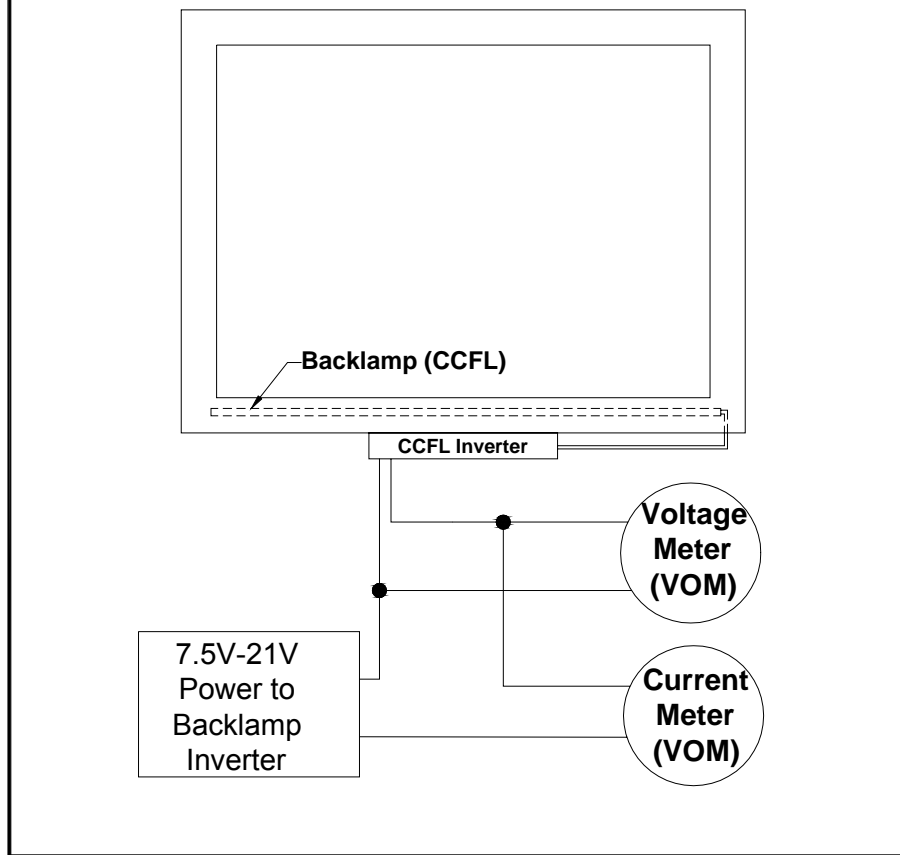 Backlamp (CCFL)
CCFL Inverter
Voltage
Meter
(VOM)
7.5V-21V
Power to
Backlamp
Inverter
Current
Meter
(VOM)